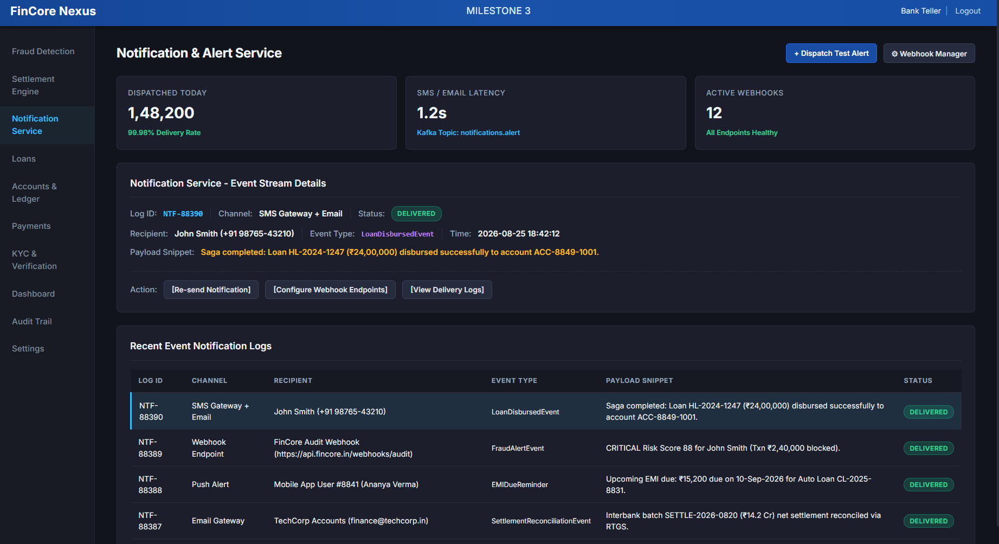 FinCore Nexus
MILESTONE 3
Bank Teller | Logout
Fraud Detection
Settlement
Engine
Notification
Service
Loans
Accounts &
Ledger
Payments
KYC &
Verification
Dashboard
Audit Trail
Settings
Notification & Alert Service
+ Dispatch Test Alert
⚙ Webhook Manager
DISPATCHED TODAY
1,48,200
99.98% Delivery Rate
SMS / EMAIL LATENCY
1.2s
Kafka Topic: notifications.alert
ACTIVE WEBHOOKS
12
All Endpoints Healthy
Notification Service - Event Stream Details
Log ID: NTF-88390 Channel: SMS Gateway + Email Status: DELIVERED
Recipient: John Smith (+91 98765-43210) Event Type: LoanDisbursedEvent Time: 2026-08-25 18:42:12
Payload Snippet: Saga completed: Loan HL-2024-1247 (₹24,00,000) disbursed successfully to account ACC-8849-1001.
Action: [Re-send Notification] [Configure Webhook Endpoints] [View Delivery Logs]
Recent Event Notification Logs
LOG ID CHANNEL RECIPIENT EVENT TYPE PAYLOAD SNIPPET STATUS
NTF-
88390
SMS Gateway +
Email
John Smith (+91 98765-43210)
LoanDisbursedEvent
Saga completed: Loan HL-2024-1247 (₹24,00,000) disbursed successfully to
account ACC-8849-1001.
DELIVERED
NTF-
88389
Webhook
Endpoint
FinCore Audit Webhook
(https://api.fincore.in/webhooks/audit)
FraudAlertEvent
CRITICAL Risk Score 88 for John Smith (Txn ₹2,40,000 blocked).
DELIVERED
NTF-
88388
Push Alert
Mobile App User #8841 (Ananya Verma)
EMIDueReminder
Upcoming EMI due: ₹15,200 due on 10-Sep-2026 for Auto Loan CL-2025-
8831.
DELIVERED
NTF-
88387
Email Gateway
TechCorp Accounts (finance@techcorp.in)
SettlementReconciliationEvent
Interbank batch SETTLE-2026-0820 (₹14.2 Cr) net settlement reconciled via
RTGS.
DELIVERED